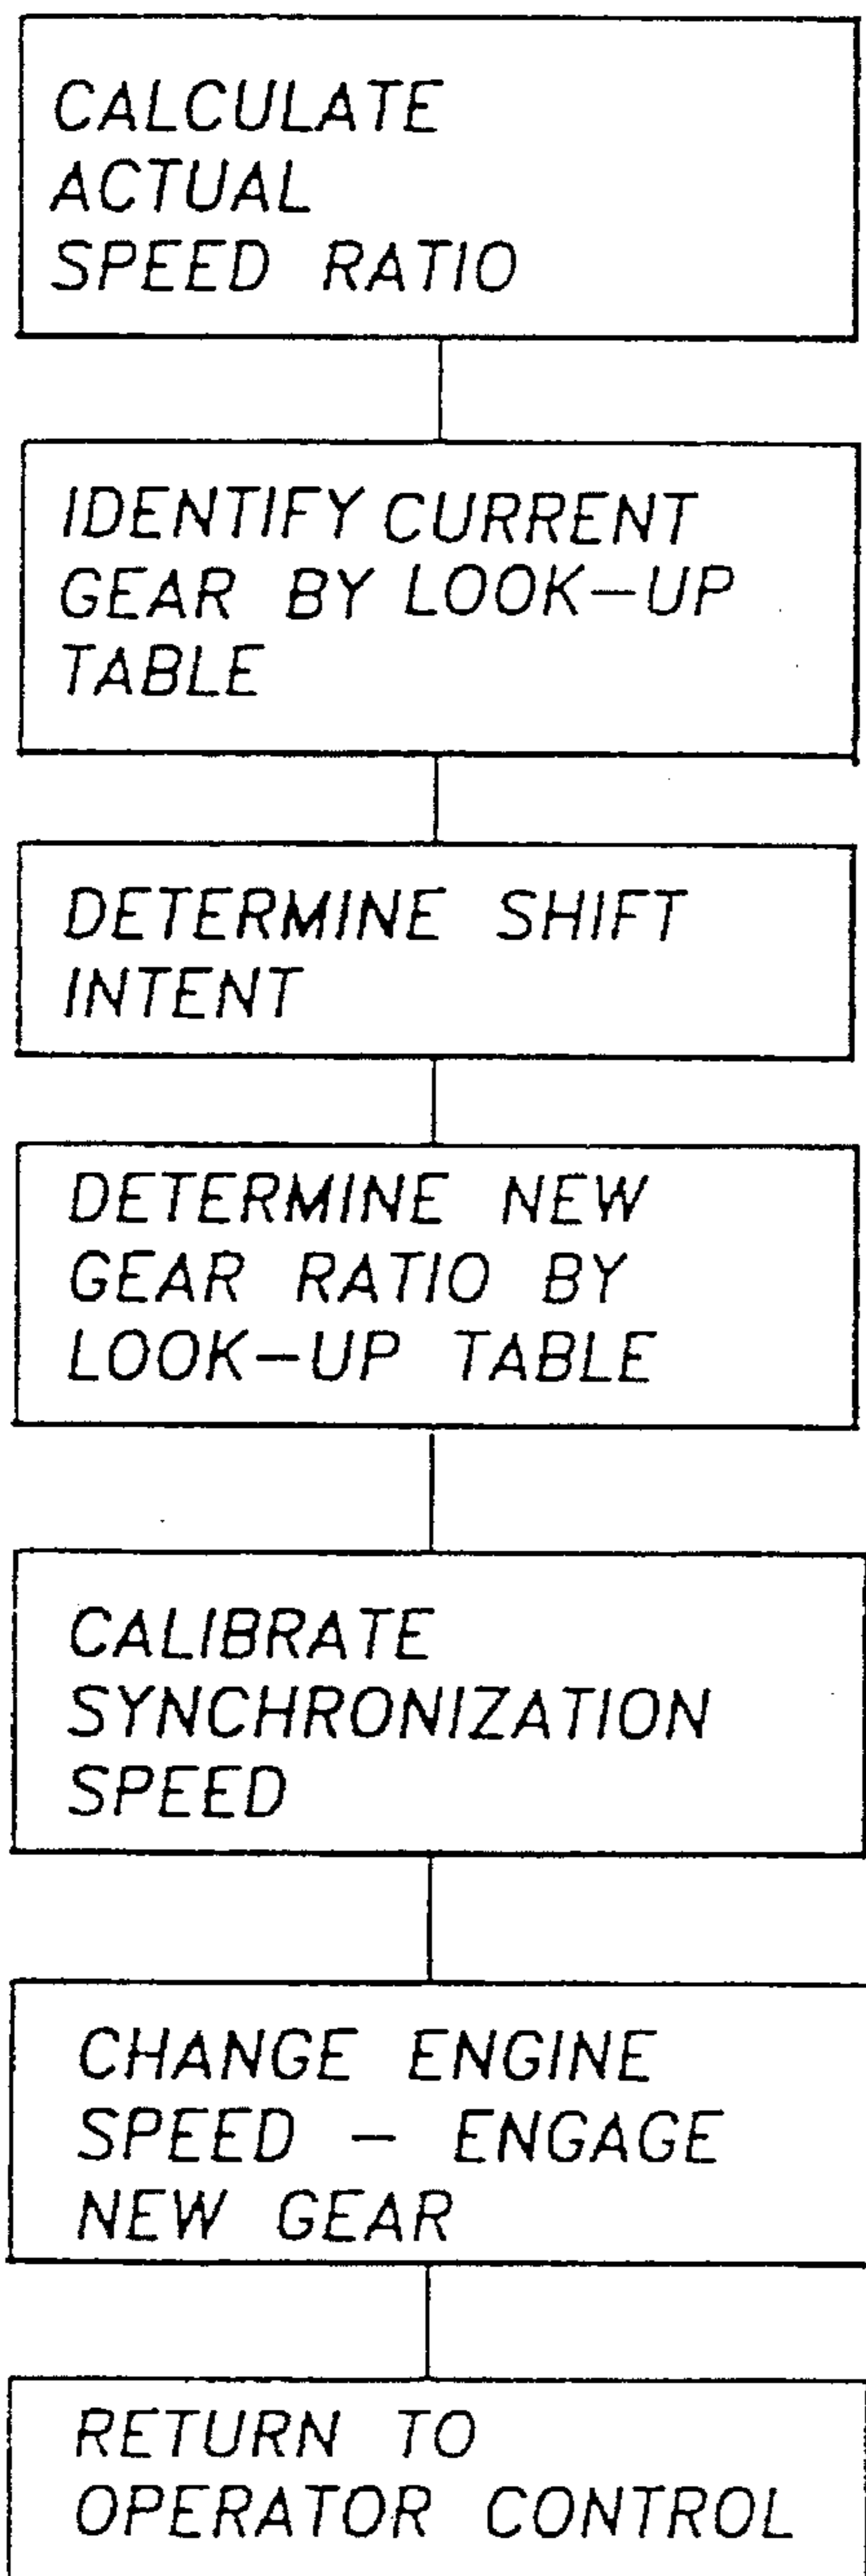 CALCULATE
ACTUAL
SPEED RATIO
IDENTIFY CURRENT
GEAR BY LOOK-UP
TABLE
DETERMINE SHIFT
INTENT
DETERMINE NEW
GEAR RATIO BY
LOOK-UP TABLE
CALIBRATE
SYNCHRONIZATION
SPEED
CHANGE ENGINE
SPEED - ENGAGE
NEW GEAR
RETURN TO
OPERATOR CONTROL